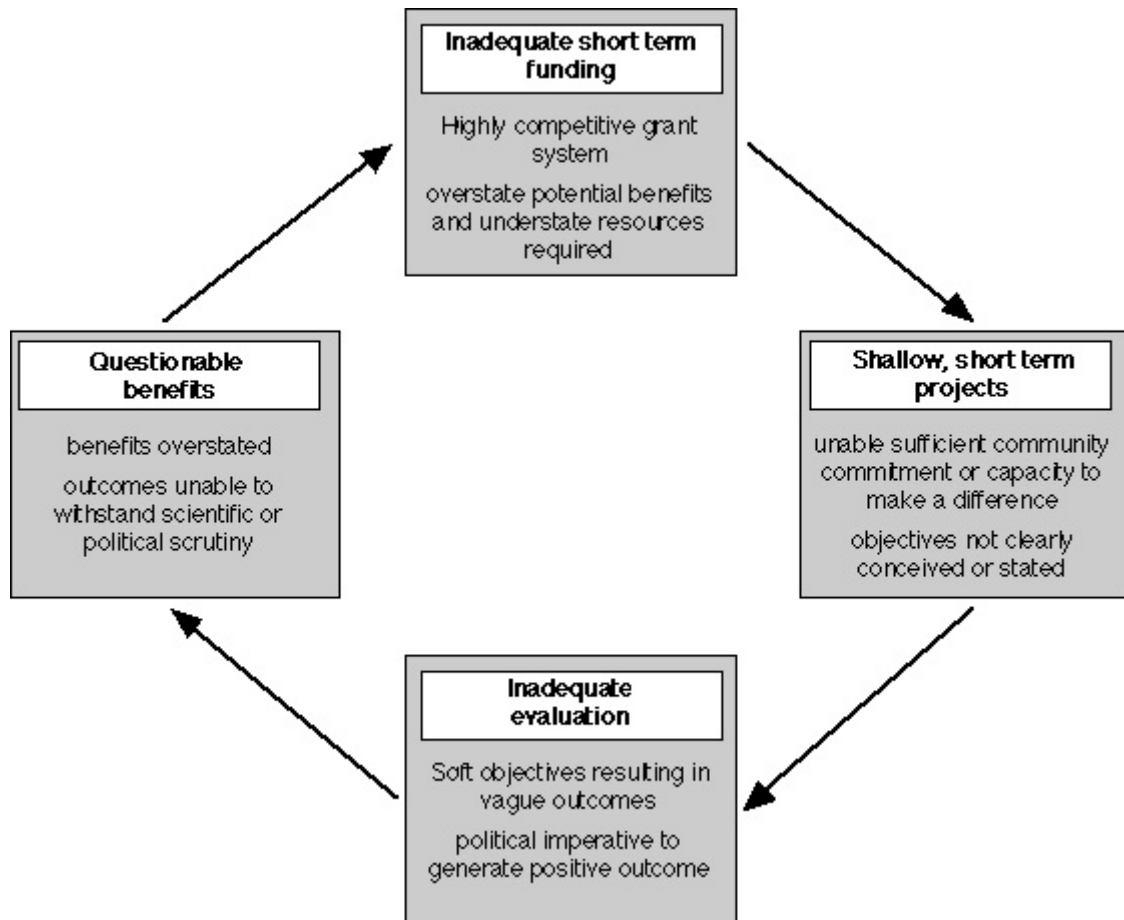 Inadequate short term
funding
Highly competitive grant
system
overstate potential benefits
and understate resources
required
Questionable
benefits
benefits overstated
outcomes unable to
withstand scientific or
political scrutiny
Shallow, short term
projects
unable sufficient community
commitment or capacity to
make a difference
objectives not clearly
conceived or stated
Inadequate
evaluation
Soft objectives resulting in
vague outcomes
political imperative to
generate positive outcome